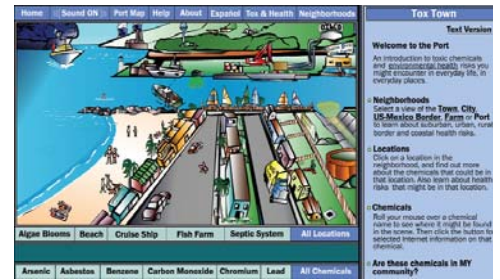 Home Sound ON Port Map Help About Español Tox & Health Neighborhoods
Tox Town
Text Version
Welcome to the Port
An introduction to toxic chemicals
and environmental health risks you
might encounter in everyday life, in
everyday places.
Neighborhoods
Select a view of the Town, City,
US-Mexico Border, Farm or Port
to learn about suburban, urban, rural
border and coastal health risks.
Locations
Click on a location in the
neighborhood, and find out more
about the chemicals that could be in
that location. Also learn about health
risks that might be in that location.
Chemicals
Roll your mouse over a chemical
name to see where it might be found
in the scene. Then click the button for
selected Internet information on that
chemical.
Are these chemicals in MY
community?
Algae Blooms Beach Cruise Ship Fish Farm Septic System All Locations
Arsenic Asbestos Benzene Carbon Monoxide Chromium Lead All Chemicals